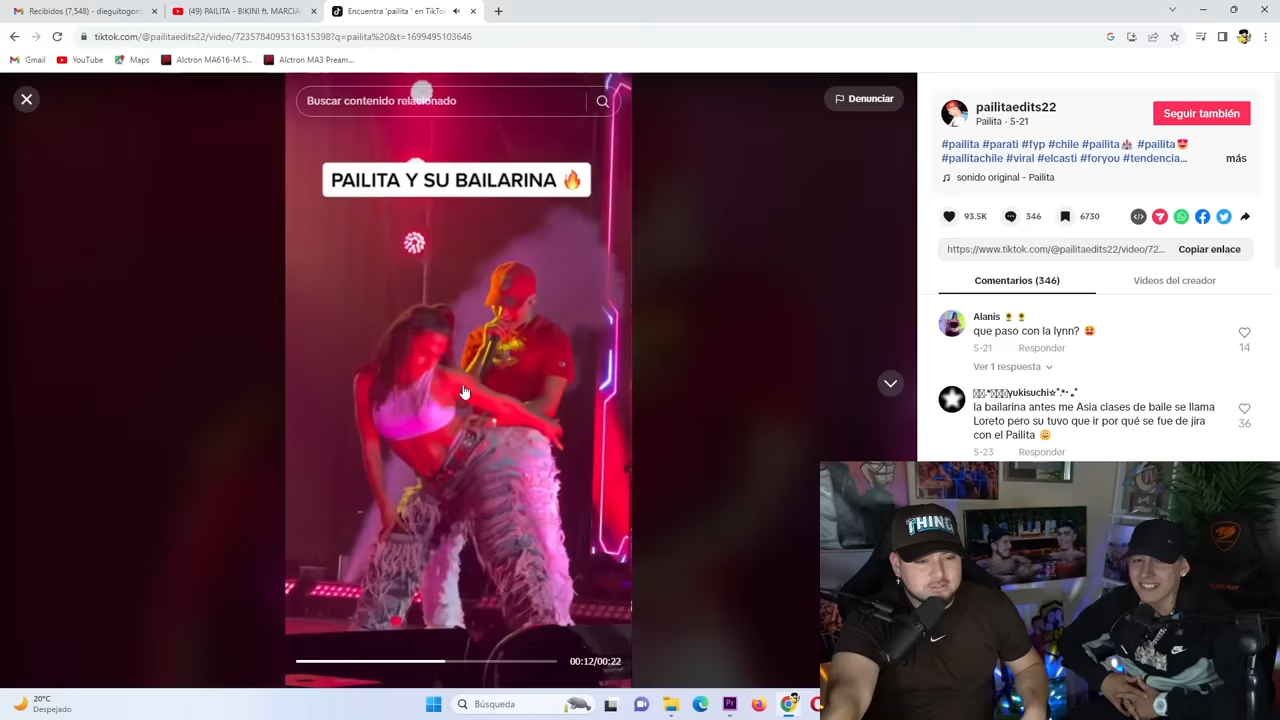 Recibidos (7,548) - dieguitogon
(49) PAILITA - BIKINI ft. MARCIA
Encuentra 'pailita ' en TikTo
tiktok.com/@pailitaedits22/video/7235784095316315398?q=pailita%20&t=1699495103646
Gmail
YouTube
Maps
Alctron MA616-M S...
Alctron MA3 Pream...
Buscar contenido relacionado
Denunciar
PAILITA Y SU BAILARINA 🔥
00:12/00:22
pailitaedits22
Pailita · 5-21
Seguir también
#pailita #parati #fyp #chile #pailita🏰 #pailita😍
#pailitachile #viral #elcasti #foryou #tendencia...
más
sonido original - Pailita
93.5K
346
6730
https://www.tiktok.com/@pailitaedits22/video/72...
Copiar enlace
Comentarios (346)
Videos del creador
Alanis 🌻 🌻
que paso con la lynn?
5-21
Responder
14
Ver 1 respuesta
yukisuchi
la bailarina antes me Asia clases de baile se llama
Loreto pero su tuvo que ir por qué se fue de jira
con el Pailita
36
5-23
Responder
THING
COUGAR
20°C
Despejado
Búsqueda
Pr